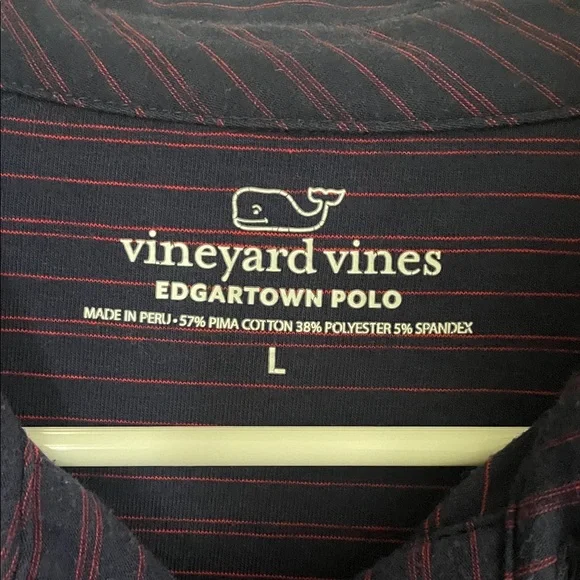 vineyard vines
EDGARTOWN POLO
MADE IN PERU • 57% PIMA COTTON 38% POLYESTER 5% SPANDEX
L